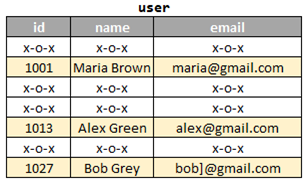 user
id name email
x-o-x x-o-x x-o-x
1001 Maria Brown maria@gmail.com
x-o-x x-o-x x-o-x
x-o-x x-o-x x-o-x
1013 Alex Green alex@gmail.com
x-o-x x-o-x x-o-x
1027 Bob Grey bob]@gmail.com